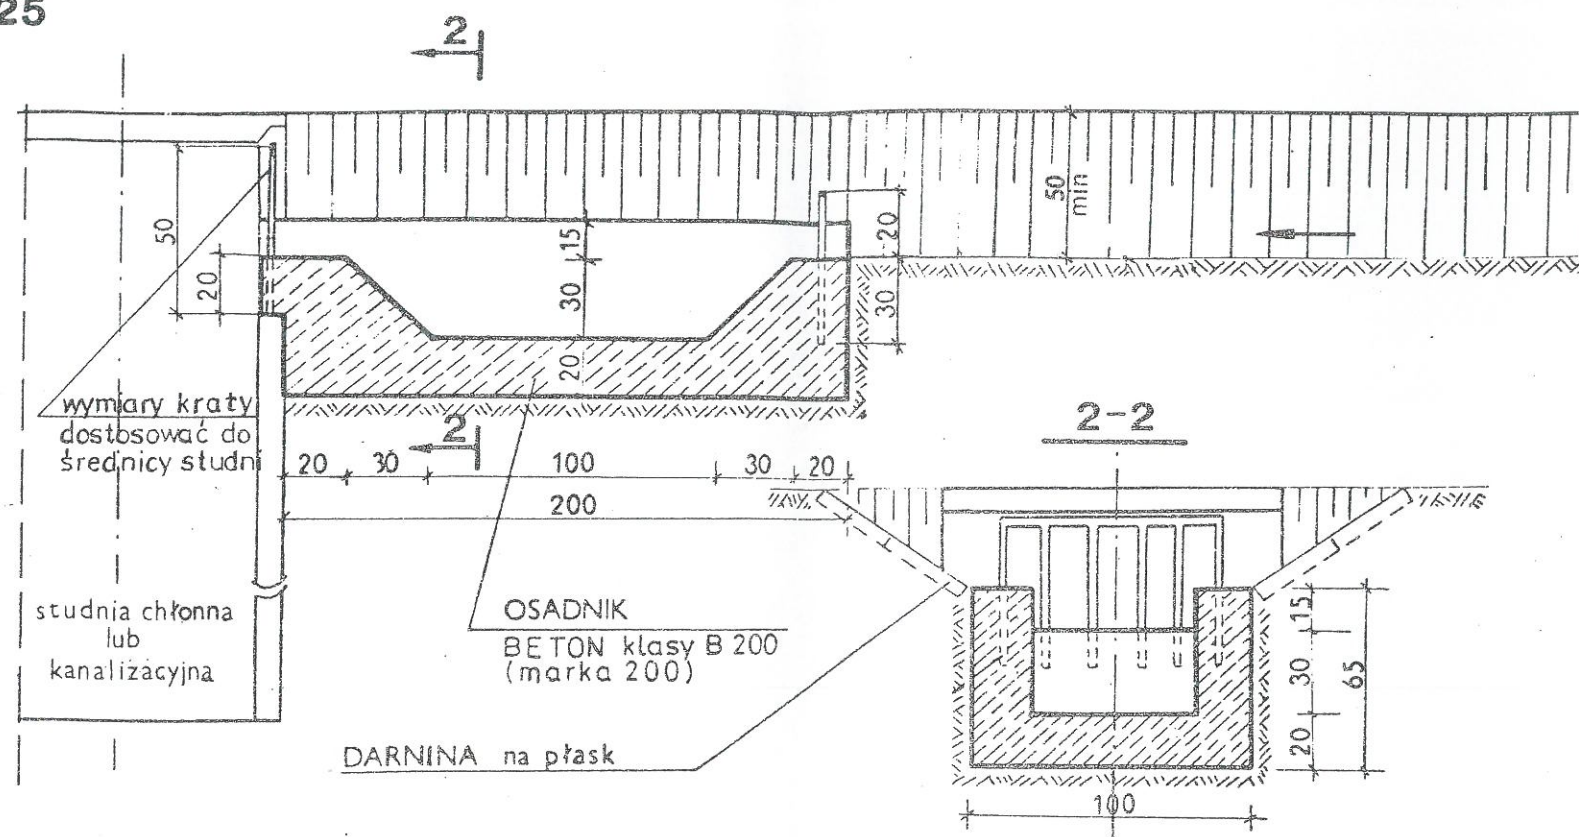 25
2
50
20
15
30
20
20
30
50
min
wymiary kraty
dostosować do
średnicy studni
2
20 30 100 30 20
200
2-2
studnia chłonna
lub
kanalizacyjna
OSADNIK
BETON klasy B 200
(marka 200)
DARNINA na płask
15
30
20
65
100